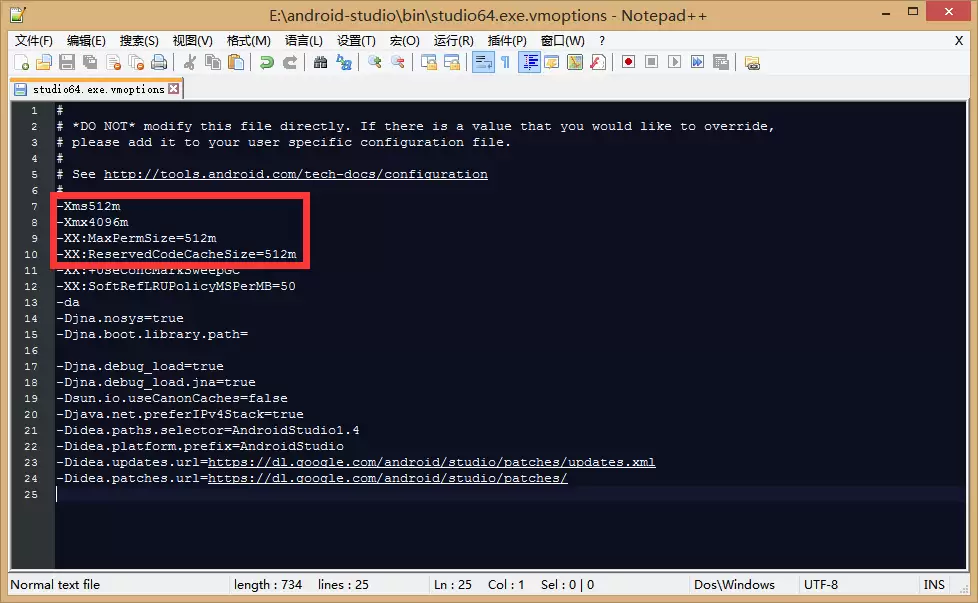 E:\android-studio\bin\studio64.exe.vmoptions - Notepad++
文件(F) 编辑(E) 搜索(S) 视图(V) 格式(M) 语言(L) 设置(T) 宏(O) 运行(R) 插件(P) 窗口(W) ? X
studio64.exe.vmoptions
1 #
2 # *DO NOT* modify this file directly. If there is a value that you would like to override,
3 # please add it to your user specific configuration file.
4 #
5 # See http://tools.android.com/tech-docs/configuration
6 #
7 -Xms512m
8 -Xmx4096m
9 -XX:MaxPermSize=512m
10 -XX:ReservedCodeCacheSize=512m
11 -XX:+UseConcMarkSweepGC
12 -XX:SoftRefLRUPolicyMSPerMB=50
13 -da
14 -Djna.nosys=true
15 -Djna.boot.library.path=
16
17 -Djna.debug_load=true
18 -Djna.debug_load.jna=true
19 -Dsun.io.useCanonCaches=false
20 -Djava.net.preferIPv4Stack=true
21 -Didea.paths.selector=AndroidStudio1.4
22 -Didea.platform.prefix=AndroidStudio
23 -Didea.updates.url=https://dl.google.com/android/studio/patches/updates.xml
24 -Didea.patches.url=https://dl.google.com/android/studio/patches/
25
Normal text file length : 734 lines : 25 Ln : 25 Col : 1 Sel : 0 | 0 Dos\Windows UTF-8 INS